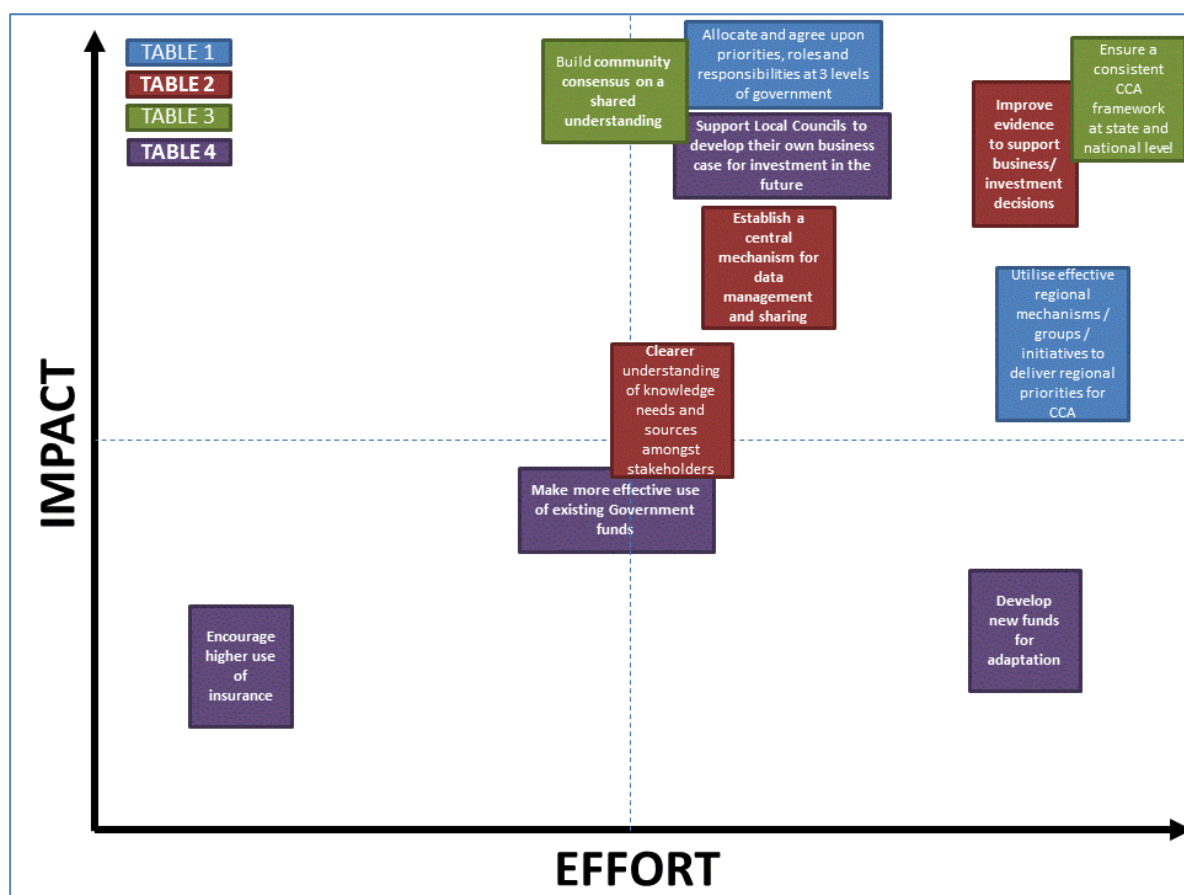 TABLE 1
TABLE 2
TABLE 3
TABLE 4
Build community
consensus on a
shared
understanding
Allocate and agree upon
priorities, roles and
responsibilities at 3 levels
of government
Support Local Councils to
develop their own business
case for investment in the
future
Improve
evidence
to support
business/
investment
decisions
Ensure a
consistent
CCA
framework
at state and
national level
Establish a
central
mechanism for
data
management
and sharing
Utilise effective
regional
mechanisms /
groups /
initiatives to
deliver regional
priorities for
CCA
Clearer
understanding
of knowledge
needs and
sources
amongst
stakeholders
Make more effective use
of existing Government
funds
Encourage
higher use
of
insurance
Develop
new funds
for
adaptation
IMPACT
EFFORT